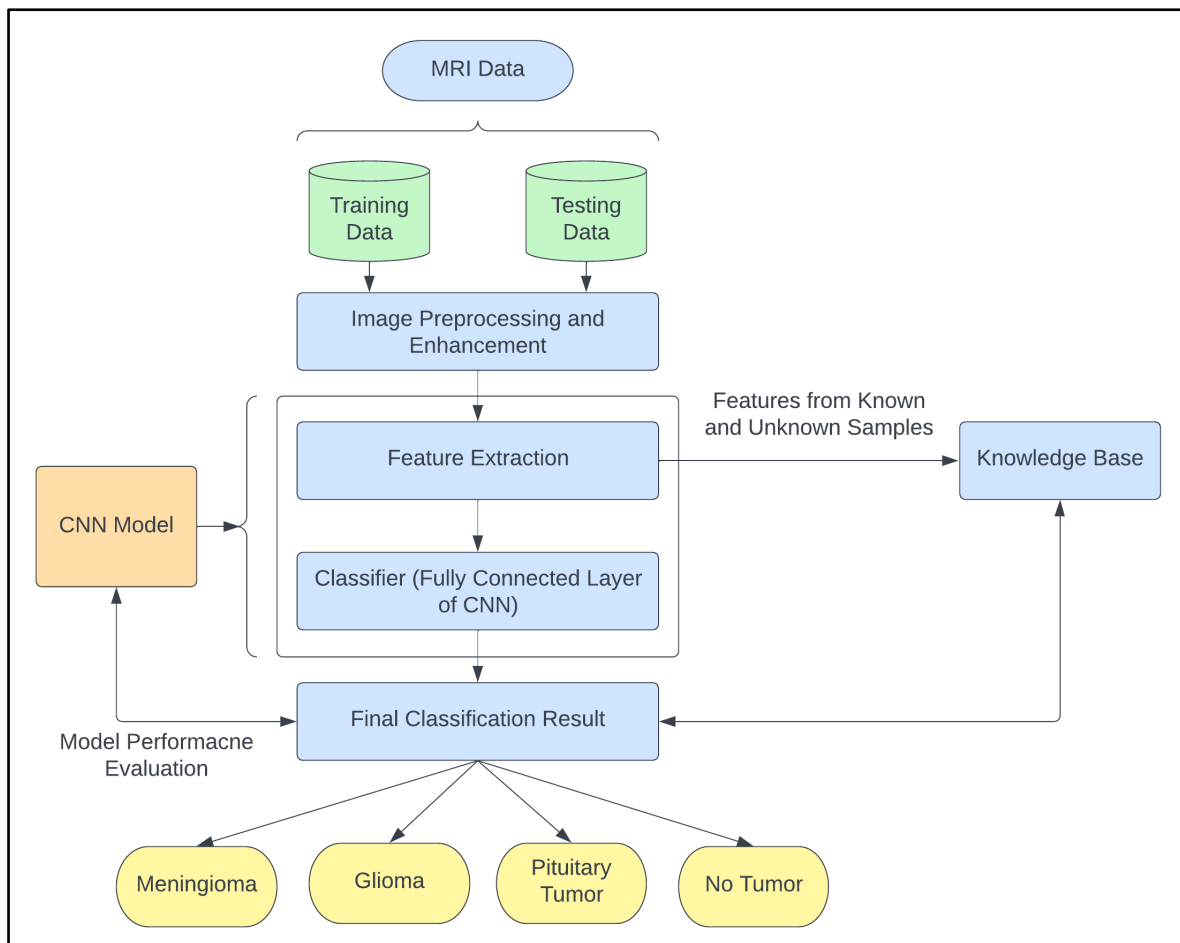 MRI Data
Training
Data
Testing
Data
Image Preprocessing and
Enhancement
Features from Known
and Unknown Samples
Feature Extraction
Knowledge Base
CNN Model
Classifier (Fully Connected Layer
of CNN)
Final Classification Result
Model Performacne
Evaluation
Meningioma
Glioma
Pituitary
Tumor
No Tumor